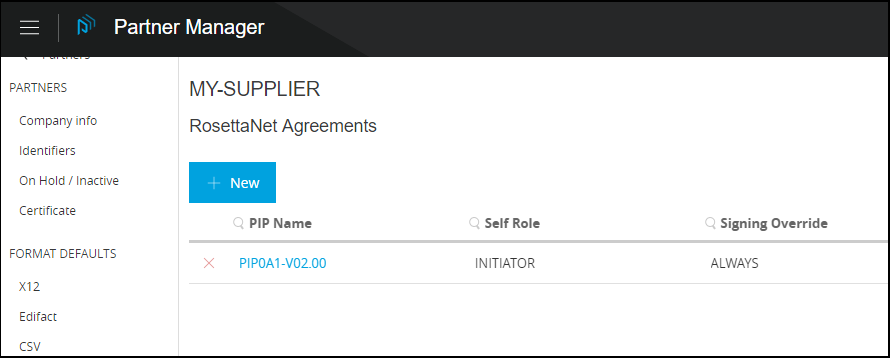 Partner Manager
Partners
PARTNERS
Company info
Identifiers
On Hold / Inactive
Certificate
FORMAT DEFAULTS
X12
Edifact
CSV
MY-SUPPLIER
RosettaNet Agreements
+ New
PIP Name Self Role Signing Override
PIP0A1-V02.00 INITIATOR ALWAYS